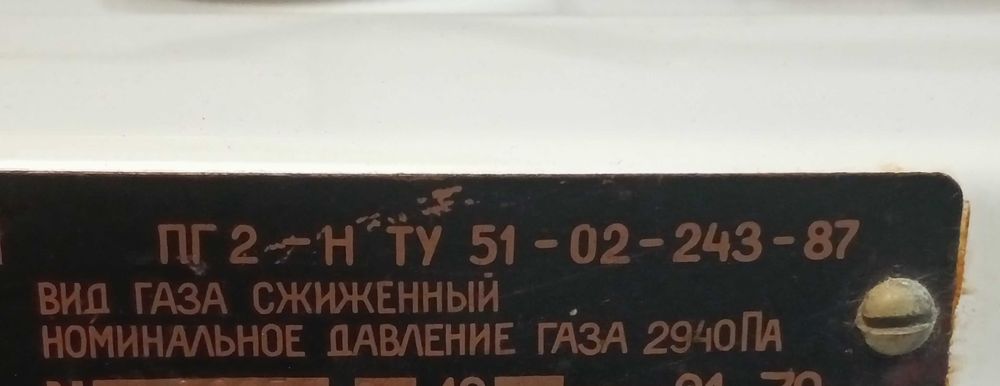 ПГ 2 - Н ТУ 51-02-243-87
ВИД ГАЗА СЖИЖЕННЫЙ
НОМИНАЛЬНОЕ ДАВЛЕНИЕ ГАЗА 2940ПА